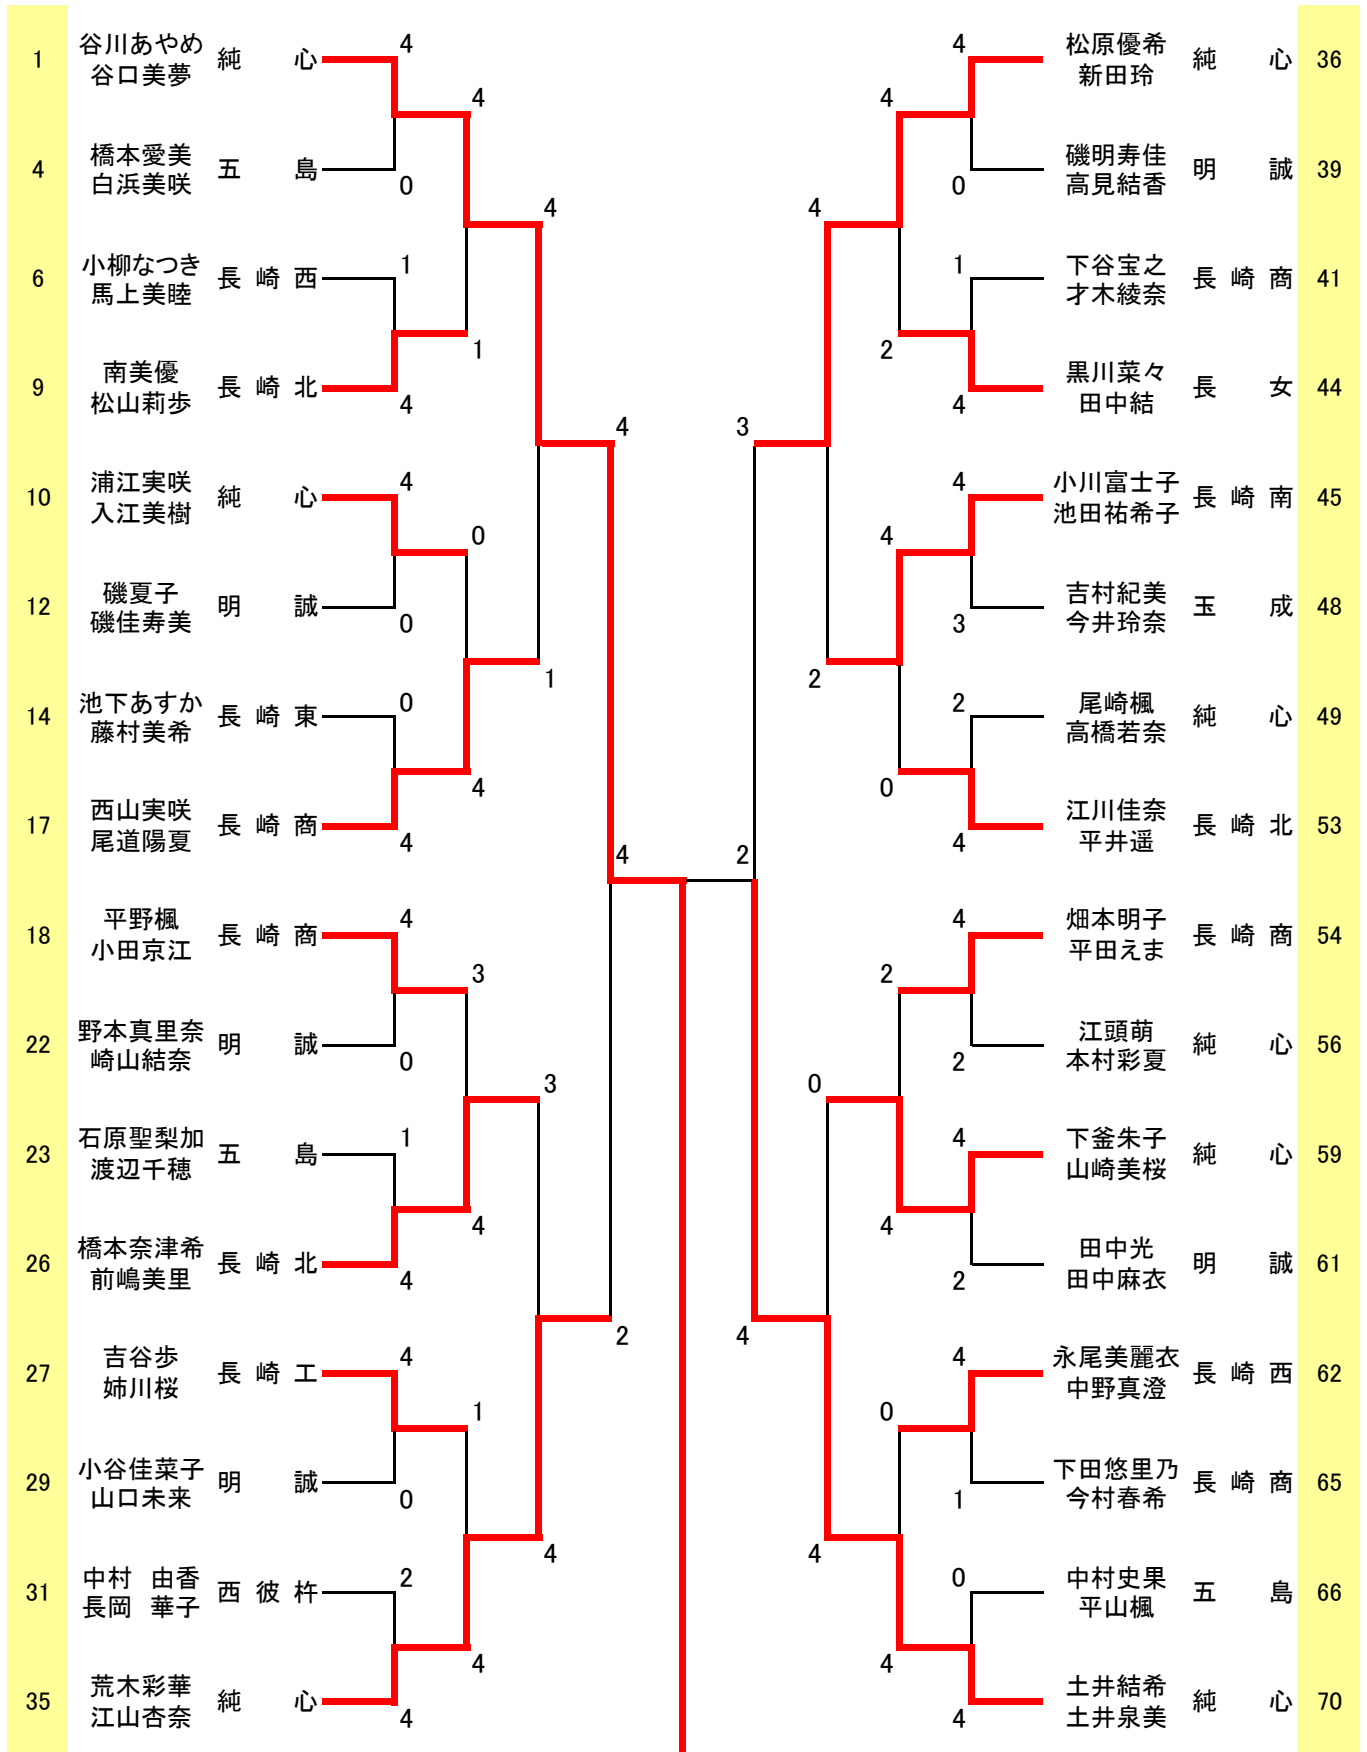 1 谷川あやめ 純心 4
谷口美夢
4
4 橋本愛美 五島 0
白浜美咲
4
6 小柳なつき 長崎西 1
馬上美睦
1
9 南美優 長崎北 4
松山莉歩
4
10 浦江実咲 純心 4
入江美樹
0
12 磯夏子 明誠 0
磯佳寿美
1
14 池下あすか 長崎東 0
藤村美希
4
17 西山実咲 長崎商 4
尾道陽夏
4
18 平野楓 長崎商 4
小田京江
3
22 野本真里奈 明誠 0
崎山結奈
3
23 石原聖梨加 五島 1
渡辺千穂
4
26 橋本奈津希 長崎北 4
前嶋美里
2
27 吉谷歩 長崎工 4
姉川桜
1
29 小谷佳菜子 明誠 0
山口未来
4
31 中村 由香 西彼杵 2
長岡 華子
4
35 荒木彩華 純心 4
江山杏奈
4 松原優希 純心 36
新田玲
4
0 磯明寿佳 明誠 39
高見結香
4
1 下谷宝之 長崎商 41
才木綾奈
2
4 黒川菜々 長女 44
田中結
3
4 小川富士子 長崎南 45
池田祐希子
4
3 吉村紀美 玉成 48
今井玲奈
2
2 尾崎楓 純心 49
高橋若奈
0
4 江川佳奈 長崎北 53
平井遥
2
4 畑本明子 長崎商 54
平田えま
2
2 江頭萌 純心 56
本村彩夏
0
4 下釜朱子 純心 59
山崎美桜
4
2 田中光 明誠 61
田中麻衣
4
4 永尾美麗衣 長崎西 62
中野真澄
0
1 下田悠里乃 長崎商 65
今村春希
4
0 中村史果 五島 66
平山楓
4
4 土井結希 純心 70
土井泉美